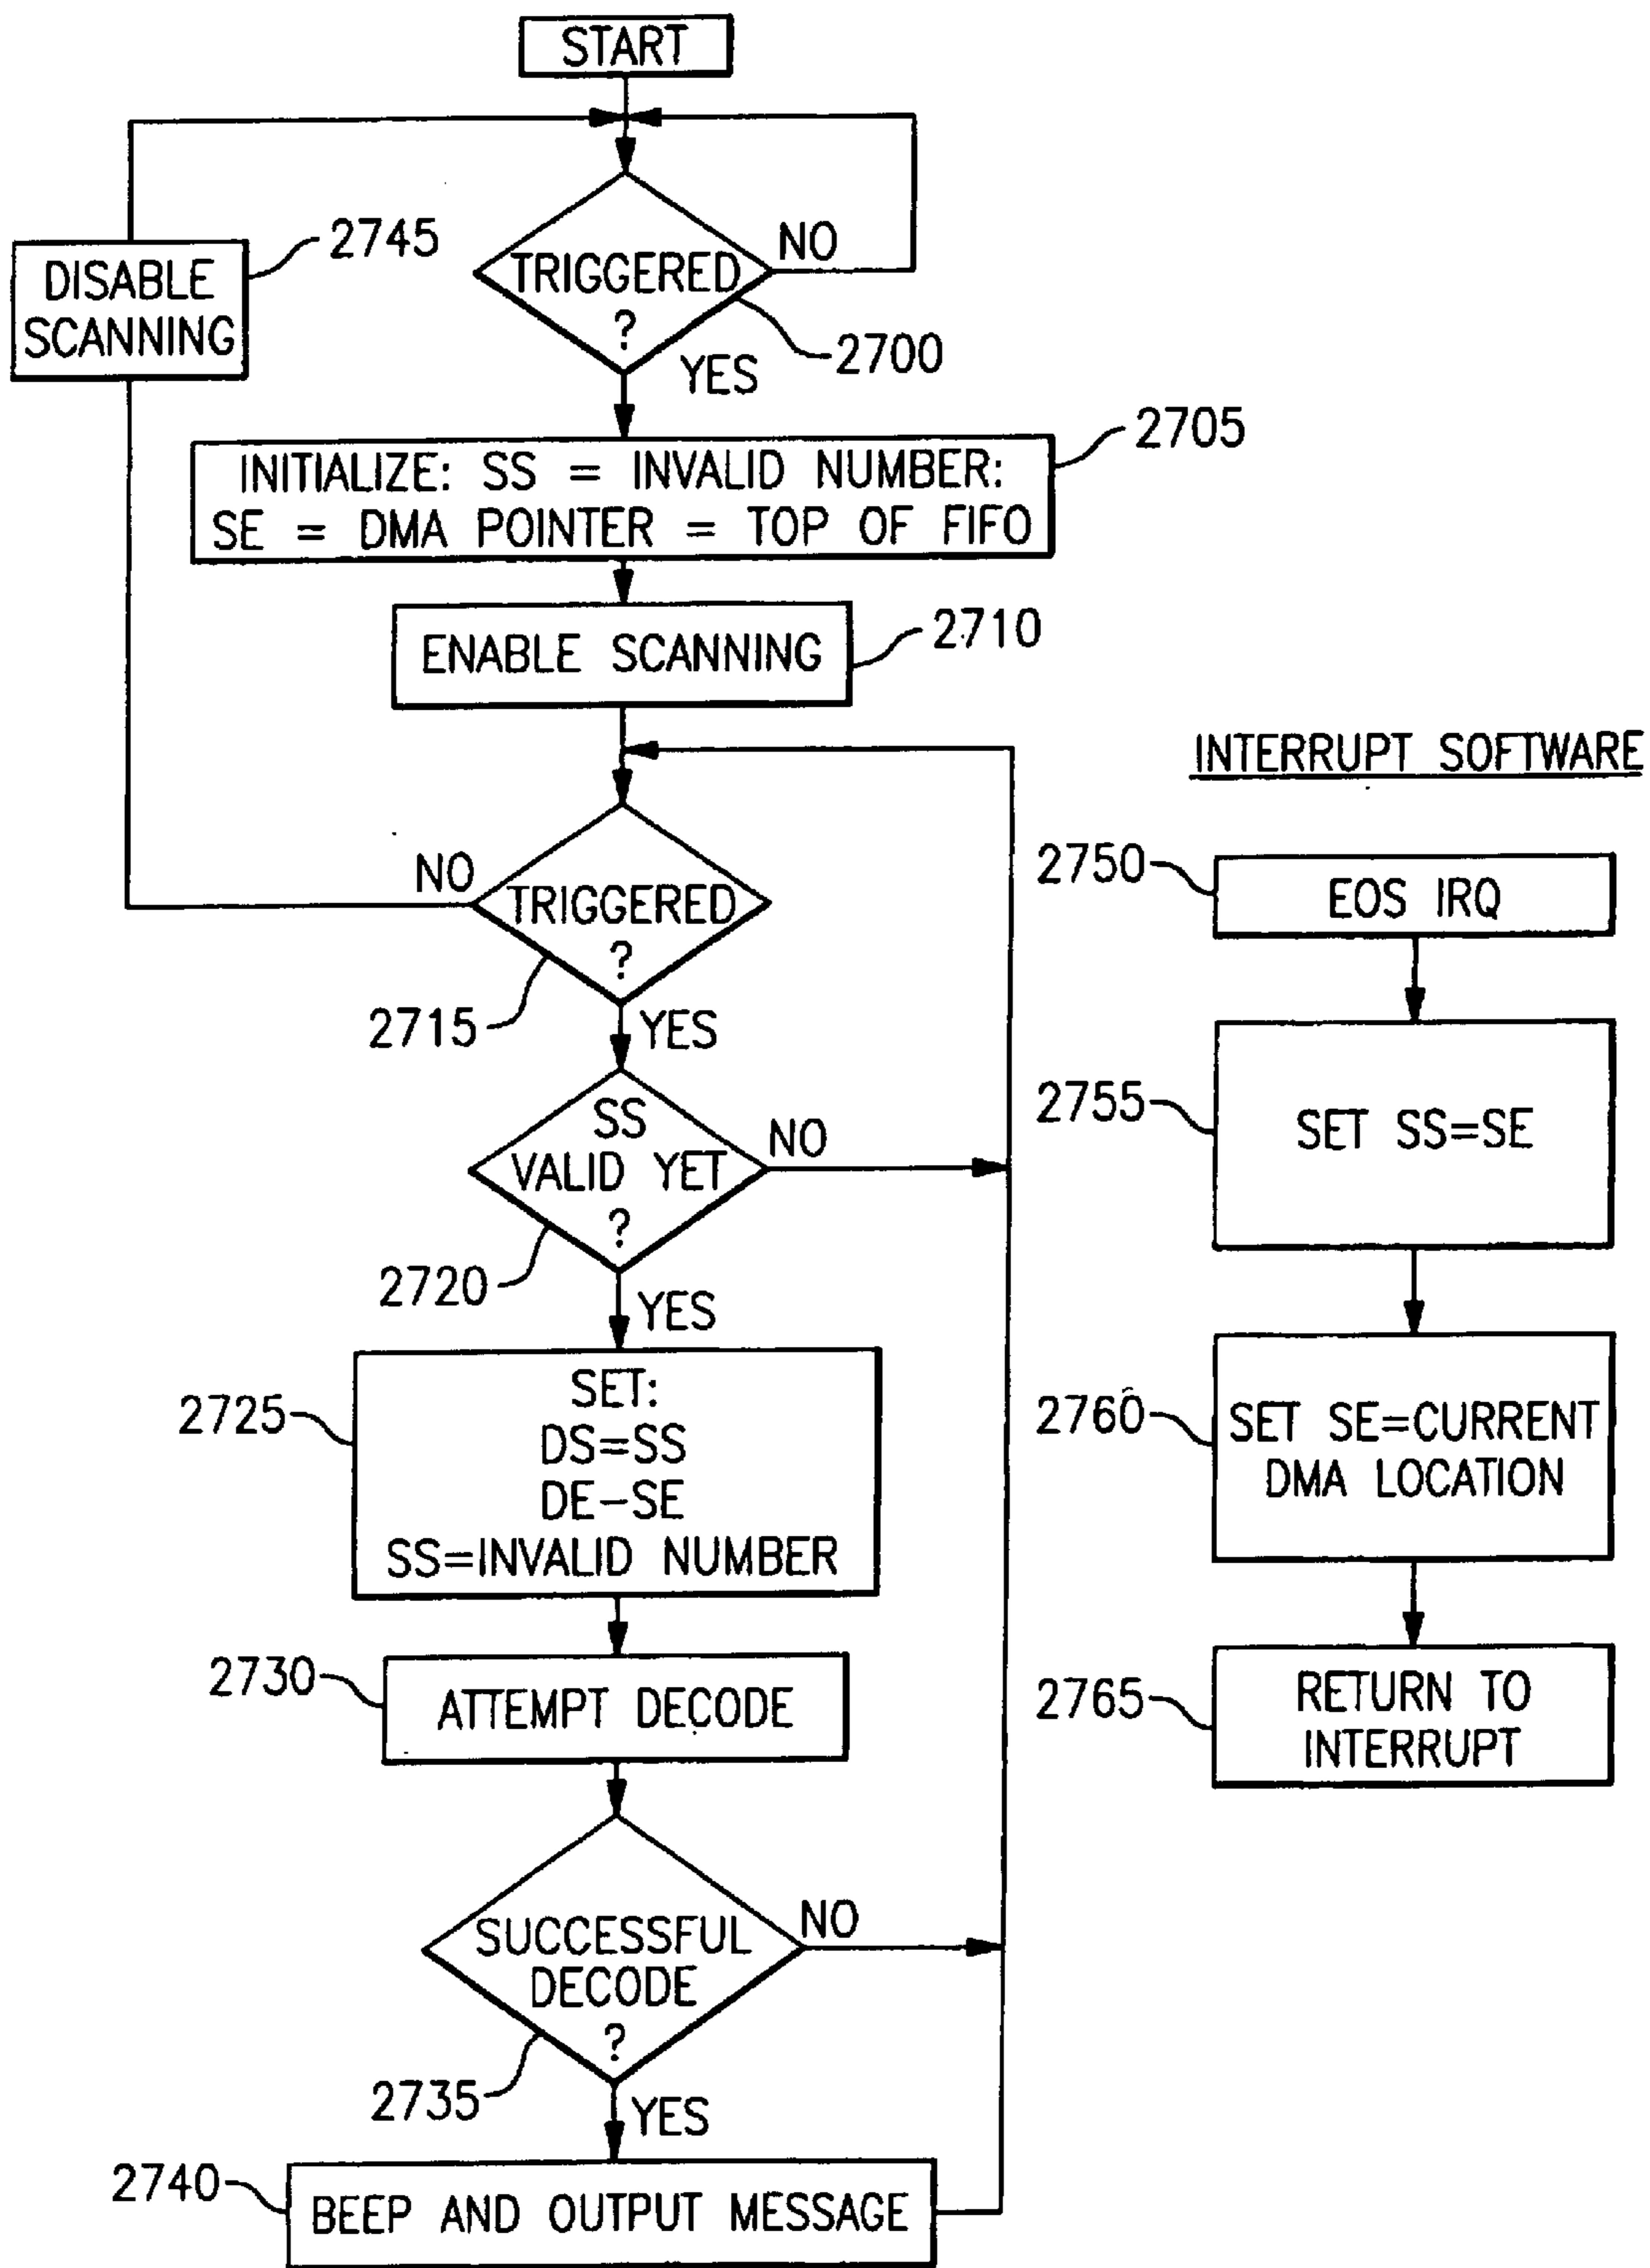 START
2745
NO
DISABLE
SCANNING
TRIGGERED
?
2700
YES
2705
INITIALIZE: SS = INVALID NUMBER:
SE = DMA POINTER = TOP OF FIFO
2710
ENABLE SCANNING
NO
TRIGGERED
?
2715
YES
SS
VALID YET
?
NO
2720
YES
2725
SET:
DS=SS
DE-SE
SS=INVALID NUMBER
2730
ATTEMPT DECODE
SUCCESSFUL
DECODE
?
NO
2735
YES
2740
BEEP AND OUTPUT MESSAGE
INTERRUPT SOFTWARE
2750
EOS IRQ
2755
SET SS=SE
2760
SET SE=CURRENT
DMA LOCATION
2765
RETURN TO
INTERRUPT